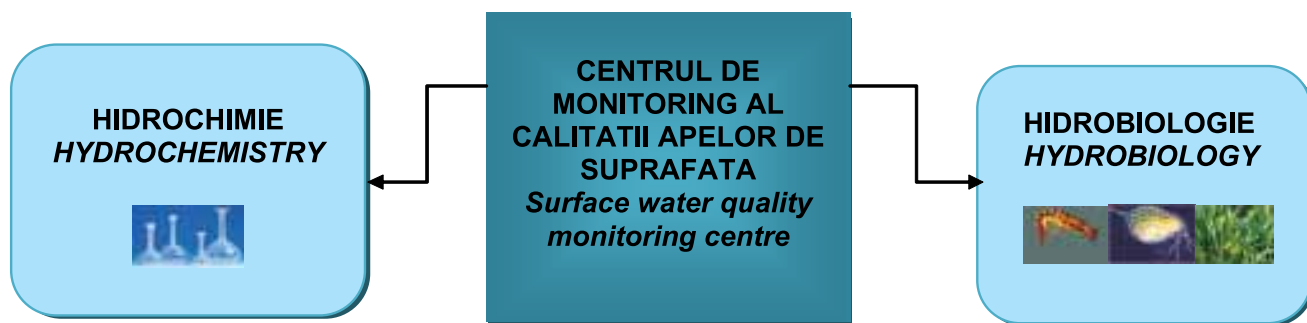 HIDROCHIMIE
HYDROCHEMISTRY
CENTRUL DE
MONITORING AL
CALITATII APELOR DE
SUPRAFATA
Surface water quality
monitoring centre
HIDROBIOLOGIE
HYDROBIOLOGY